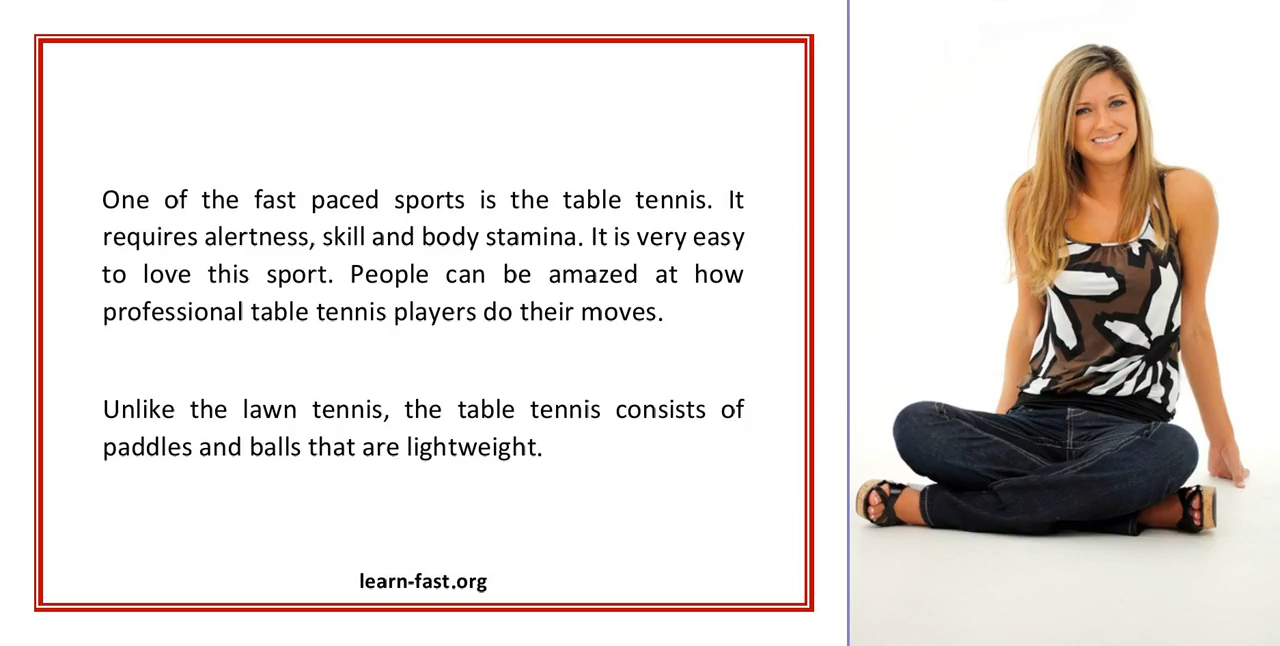 One of the fast paced sports is the table tennis. It
requires alertness, skill and body stamina. It is very easy
to love this sport. People can be amazed at how
professional table tennis players do their moves.
Unlike the lawn tennis, the table tennis consists of
paddles and balls that are lightweight.
learn-fast.org